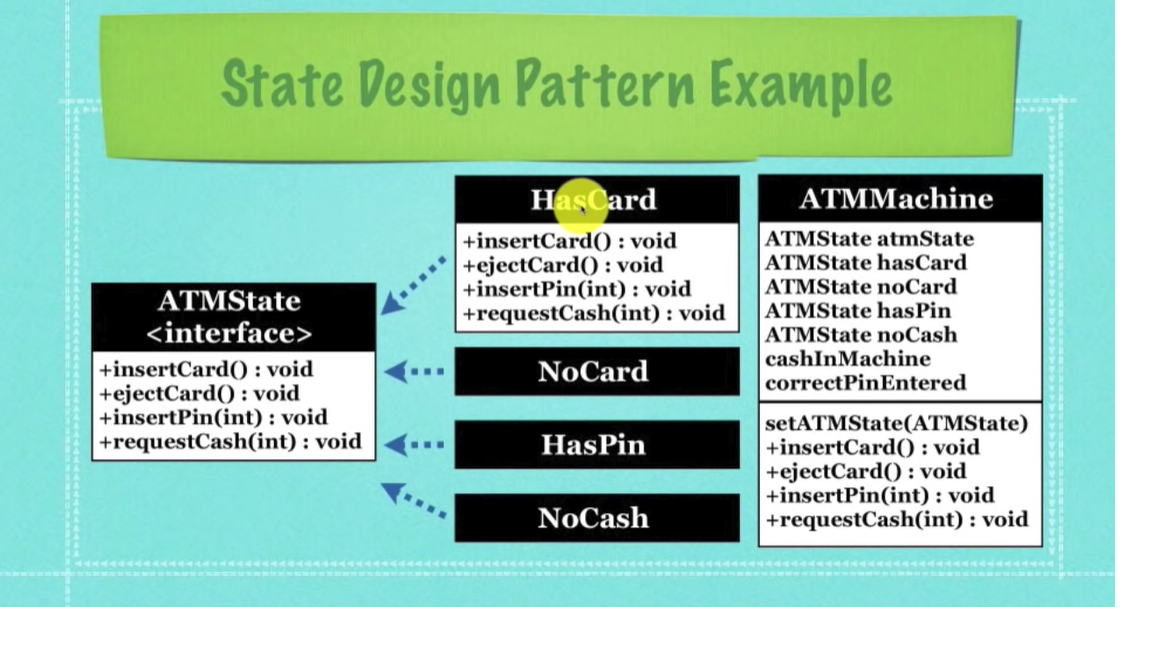 State Design Pattern Example
ATMState
<interface>
+insertCard() : void
+ejectCard() : void
+insertPin(int) : void
+requestCash(int) : void
HasCard
+insertCard() : void
+ejectCard() : void
+insertPin(int) : void
+requestCash(int) : void
NoCard
HasPin
NoCash
ATMMachine
ATMState atmState
ATMState hasCard
ATMState noCard
ATMState hasPin
ATMState noCash
cashInMachine
correctPinEntered
setATMState(ATMState)
+insertCard() : void
+ejectCard() : void
+insertPin(int) : void
+requestCash(int) : void